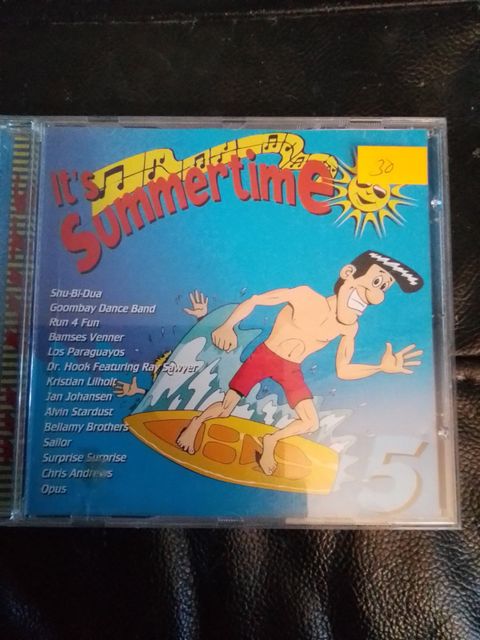 30
It's
Summertime
Shu-Bi-Dua
Goombay Dance Band
Run 4 Fun
Bamses Venner
Los Paraguayos
Dr. Hook Featuring Ray Sawyer
Kristian Lilholt
Jan Johansen
Alvin Stardust
Bellamy Brothers
Sailor
Surprise Surprise
Chris Andrews
Opus
5